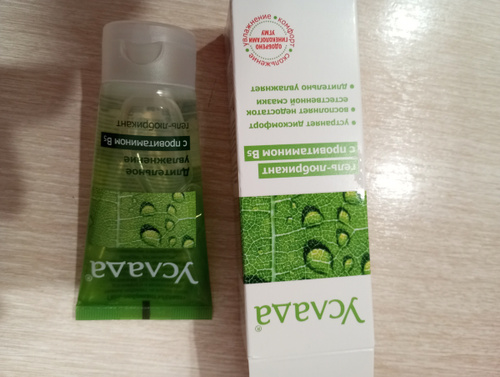 Услада®
Длительное
увлажнение
с провитамином B5
гель-любрикант
Услада®
гель-любрикант
с провитамином B5
• устраняет дискомфорт
• восполняет недостаток
естественной смазки
• длительно увлажняет
• увлажнение • комфорт • скольжение
ОДОБРЕНО
ГИНЕКОЛОГАМИ
УГМУ